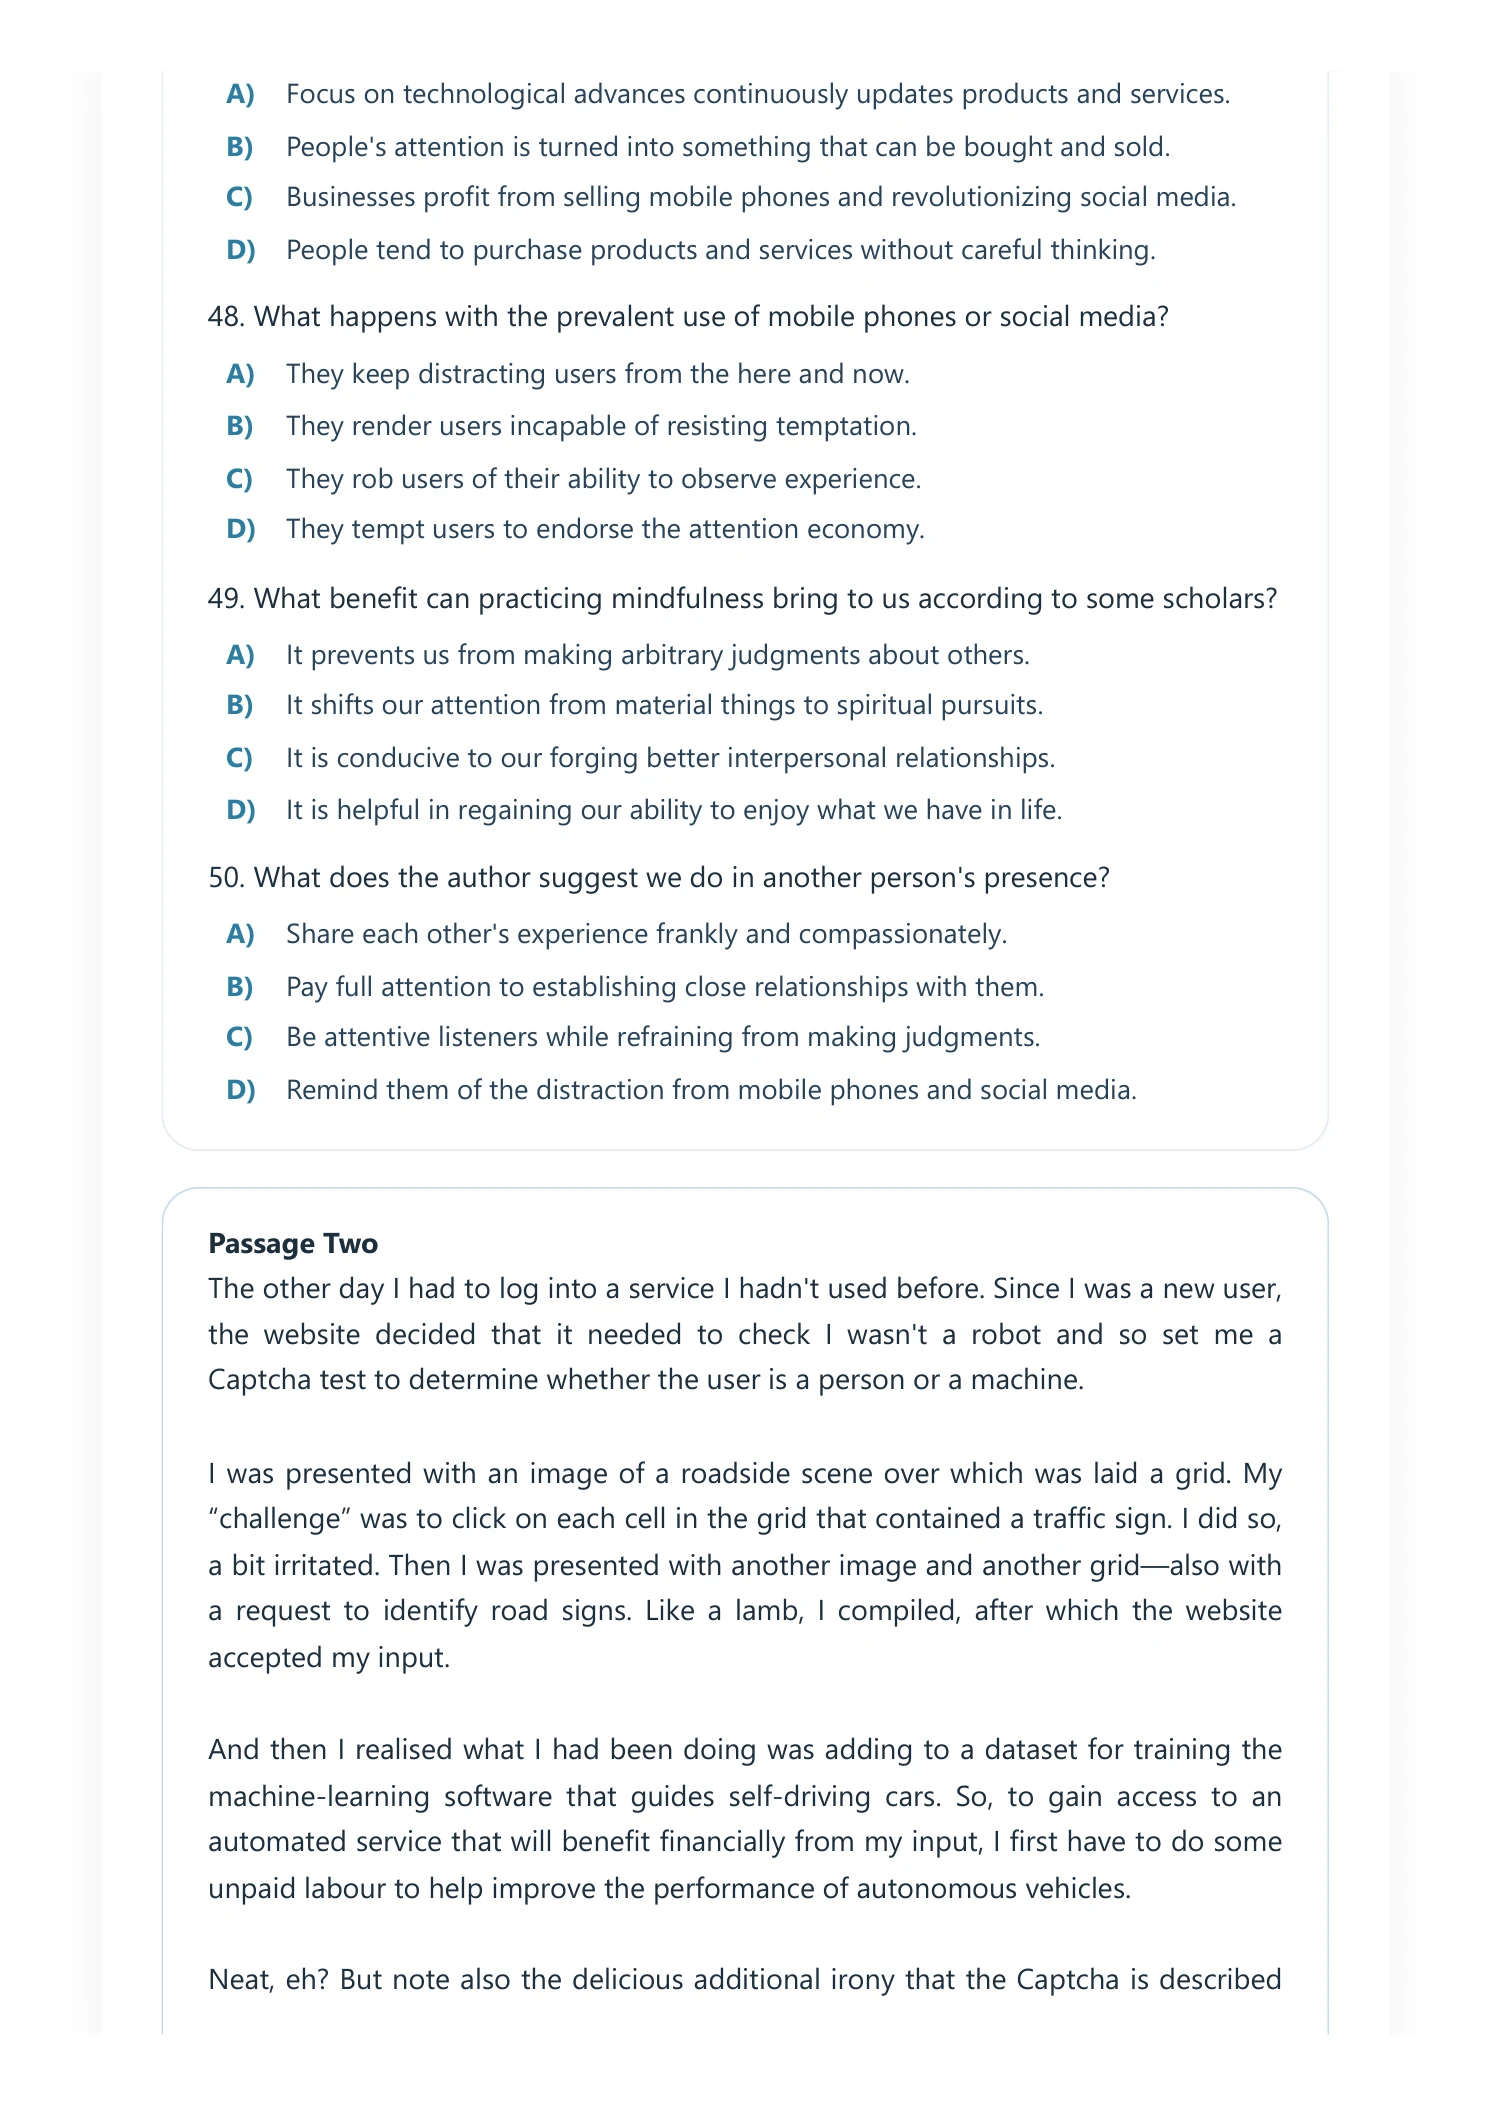 A) Focus on technological advances continuously updates products and services.
B) People's attention is turned into something that can be bought and sold.
C) Businesses profit from selling mobile phones and revolutionizing social media.
D) People tend to purchase products and services without careful thinking.
48. What happens with the prevalent use of mobile phones or social media?
A) They keep distracting users from the here and now.
B) They render users incapable of resisting temptation.
C) They rob users of their ability to observe experience.
D) They tempt users to endorse the attention economy.
49. What benefit can practicing mindfulness bring to us according to some scholars?
A) It prevents us from making arbitrary judgments about others.
B) It shifts our attention from material things to spiritual pursuits.
C) It is conducive to our forging better interpersonal relationships.
D) It is helpful in regaining our ability to enjoy what we have in life.
50. What does the author suggest we do in another person's presence?
A) Share each other's experience frankly and compassionately.
B) Pay full attention to establishing close relationships with them.
C) Be attentive listeners while refraining from making judgments.
D) Remind them of the distraction from mobile phones and social media.
Passage Two
The other day I had to log into a service I hadn't used before. Since I was a new user,
the website decided that it needed to check I wasn't a robot and so set me a
Captcha test to determine whether the user is a person or a machine.
I was presented with an image of a roadside scene over which was laid a grid. My
“challenge” was to click on each cell in the grid that contained a traffic sign. I did so,
a bit irritated. Then I was presented with another image and another grid—also with
a request to identify road signs. Like a lamb, I compiled, after which the website
accepted my input.
And then I realised what I had been doing was adding to a dataset for training the
machine-learning software that guides self-driving cars. So, to gain access to an
automated service that will benefit financially from my input, I first have to do some
unpaid labour to help improve the performance of autonomous vehicles.
Neat, eh? But note also the delicious additional irony that the Captcha is described